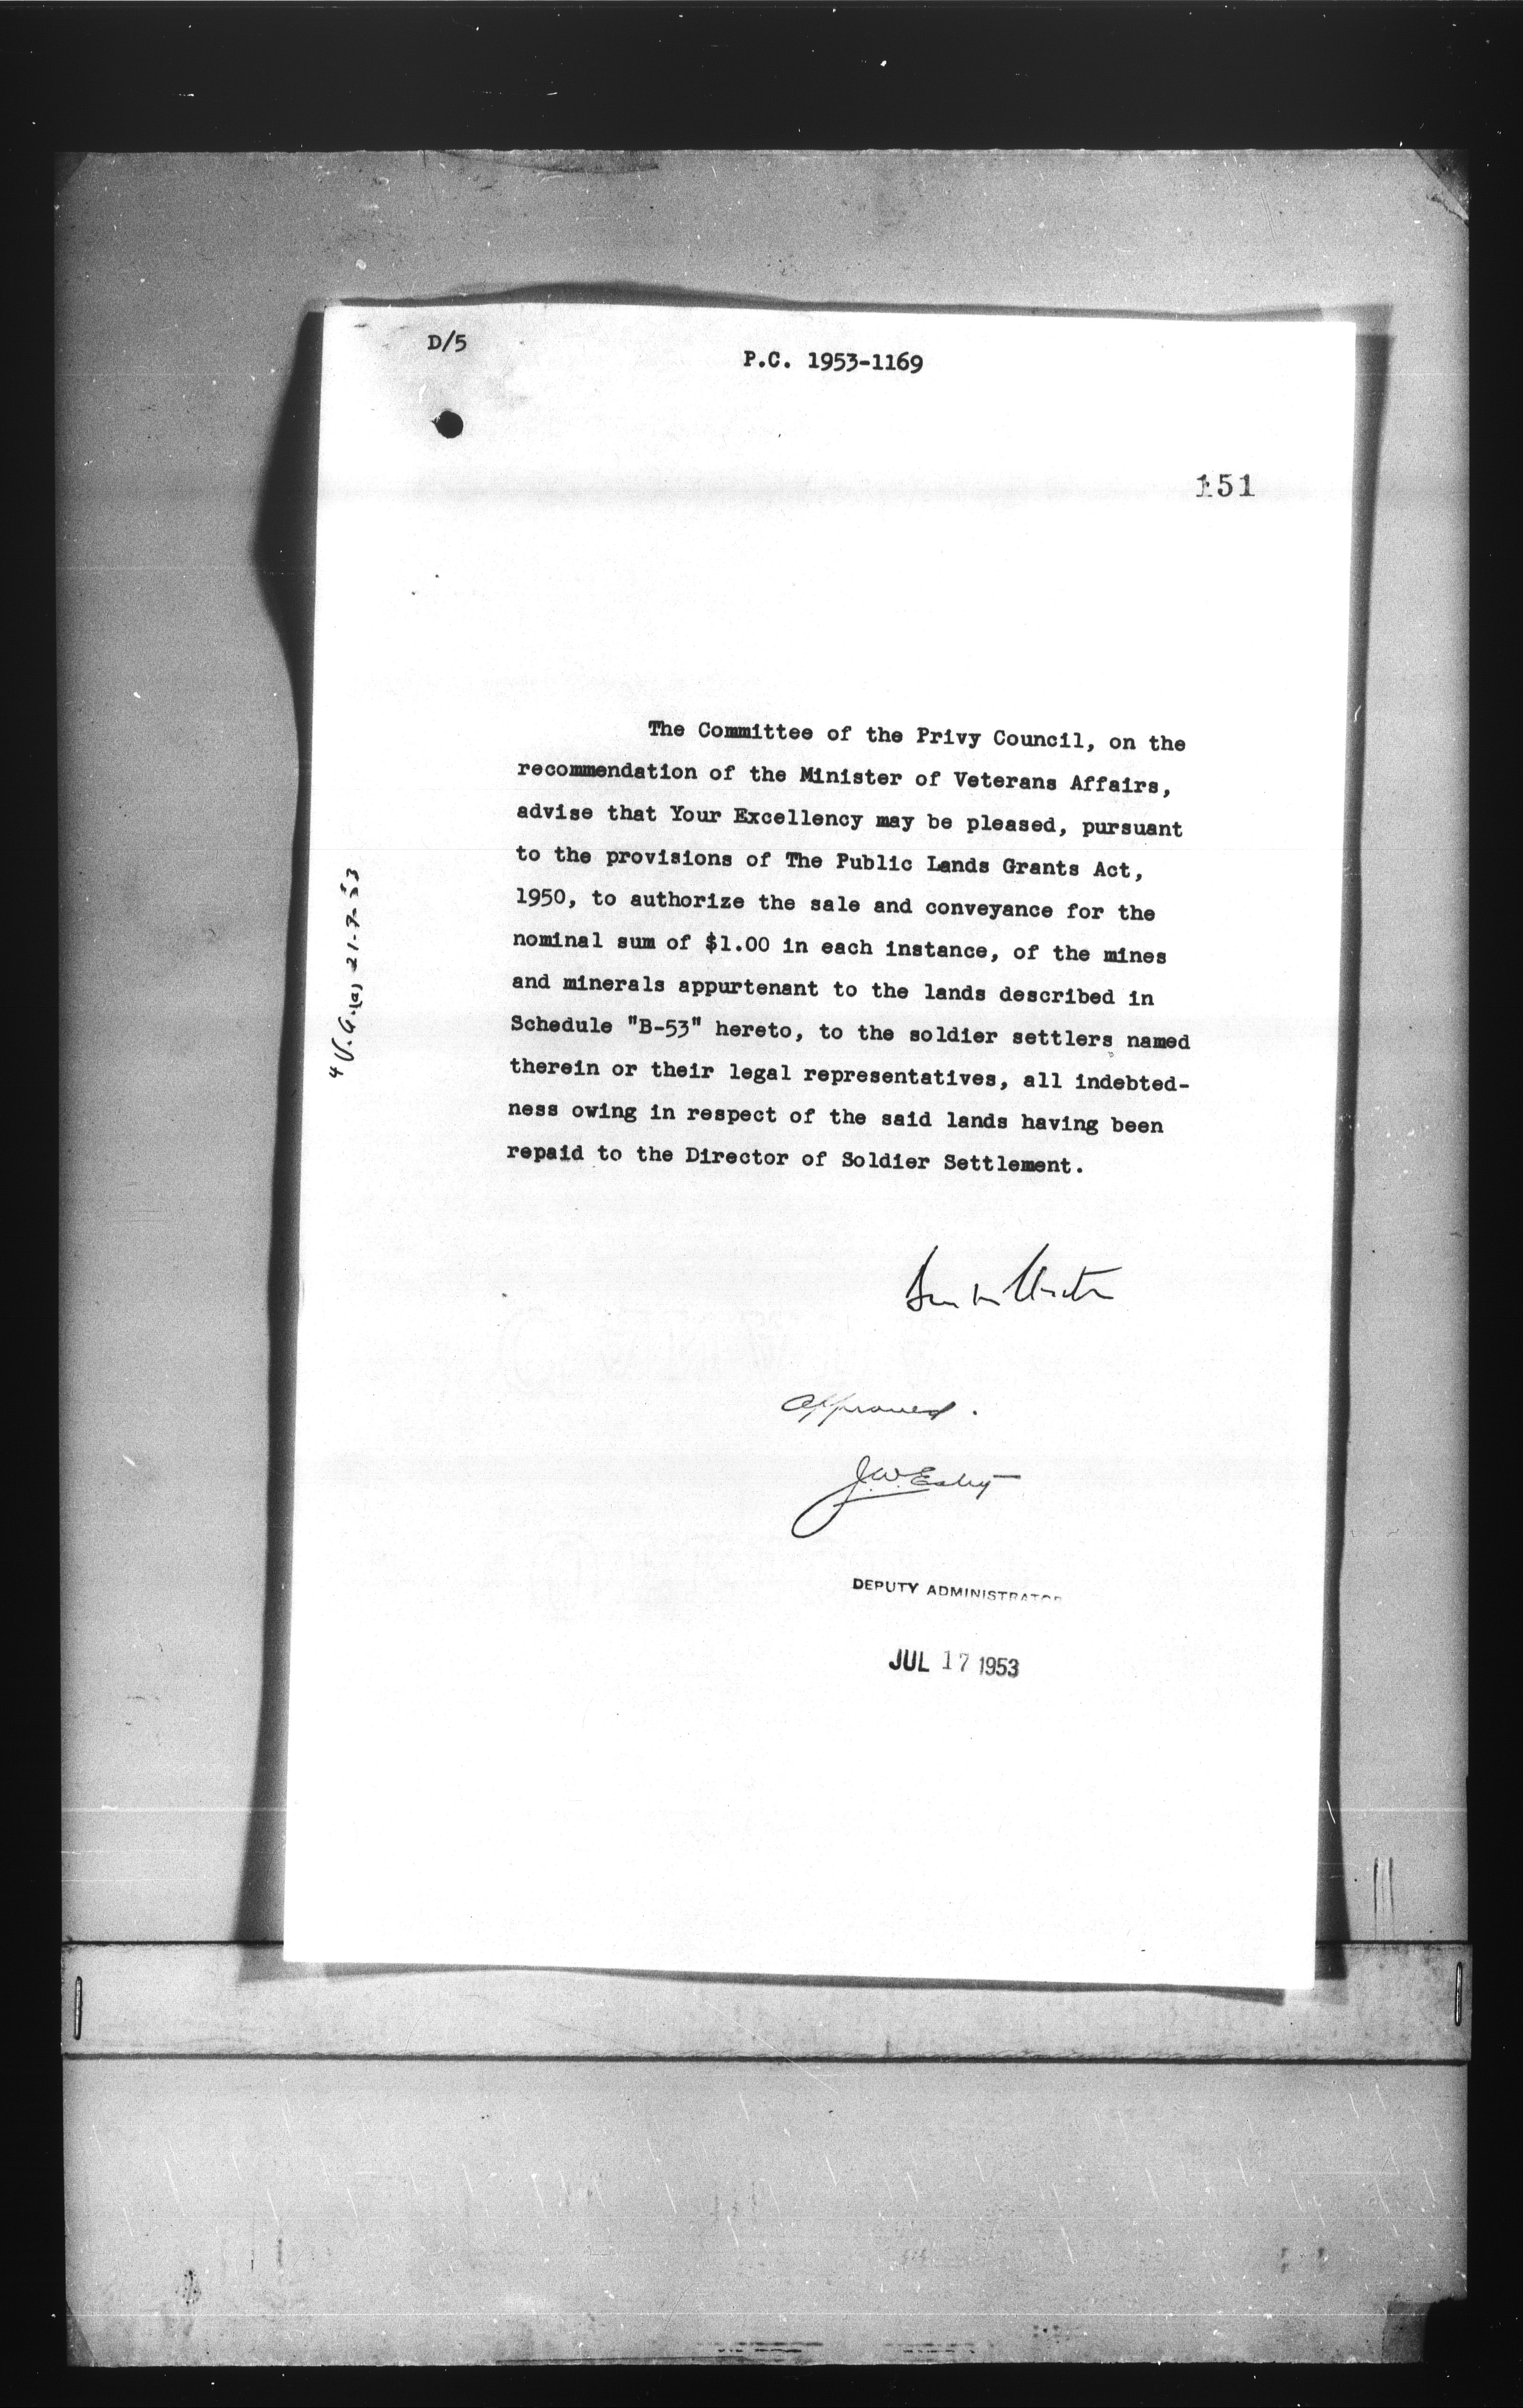 D/5
P.C. 1953-1169
151
The Committee of the Privy Council, on the
recommendation of the Minister of Veterans Affairs,
advise that Your Excellency may be pleased, pursuant
to the provisions of The Public Lands Grants Act,
1950, to authorize the sale and conveyance for the
nominal sum of $1.00 in each instance, of the mines
and minerals appurtenant to the lands described in
Schedule "B-53" hereto, to the soldier settlers named
therein or their legal representatives, all indebted-
ness owing in respect of the said lands having been
repaid to the Director of Soldier Settlement.
4 V.A.(a) 21-7-53
Approved.
DEPUTY ADMINISTRATOR
JUL 17 1953